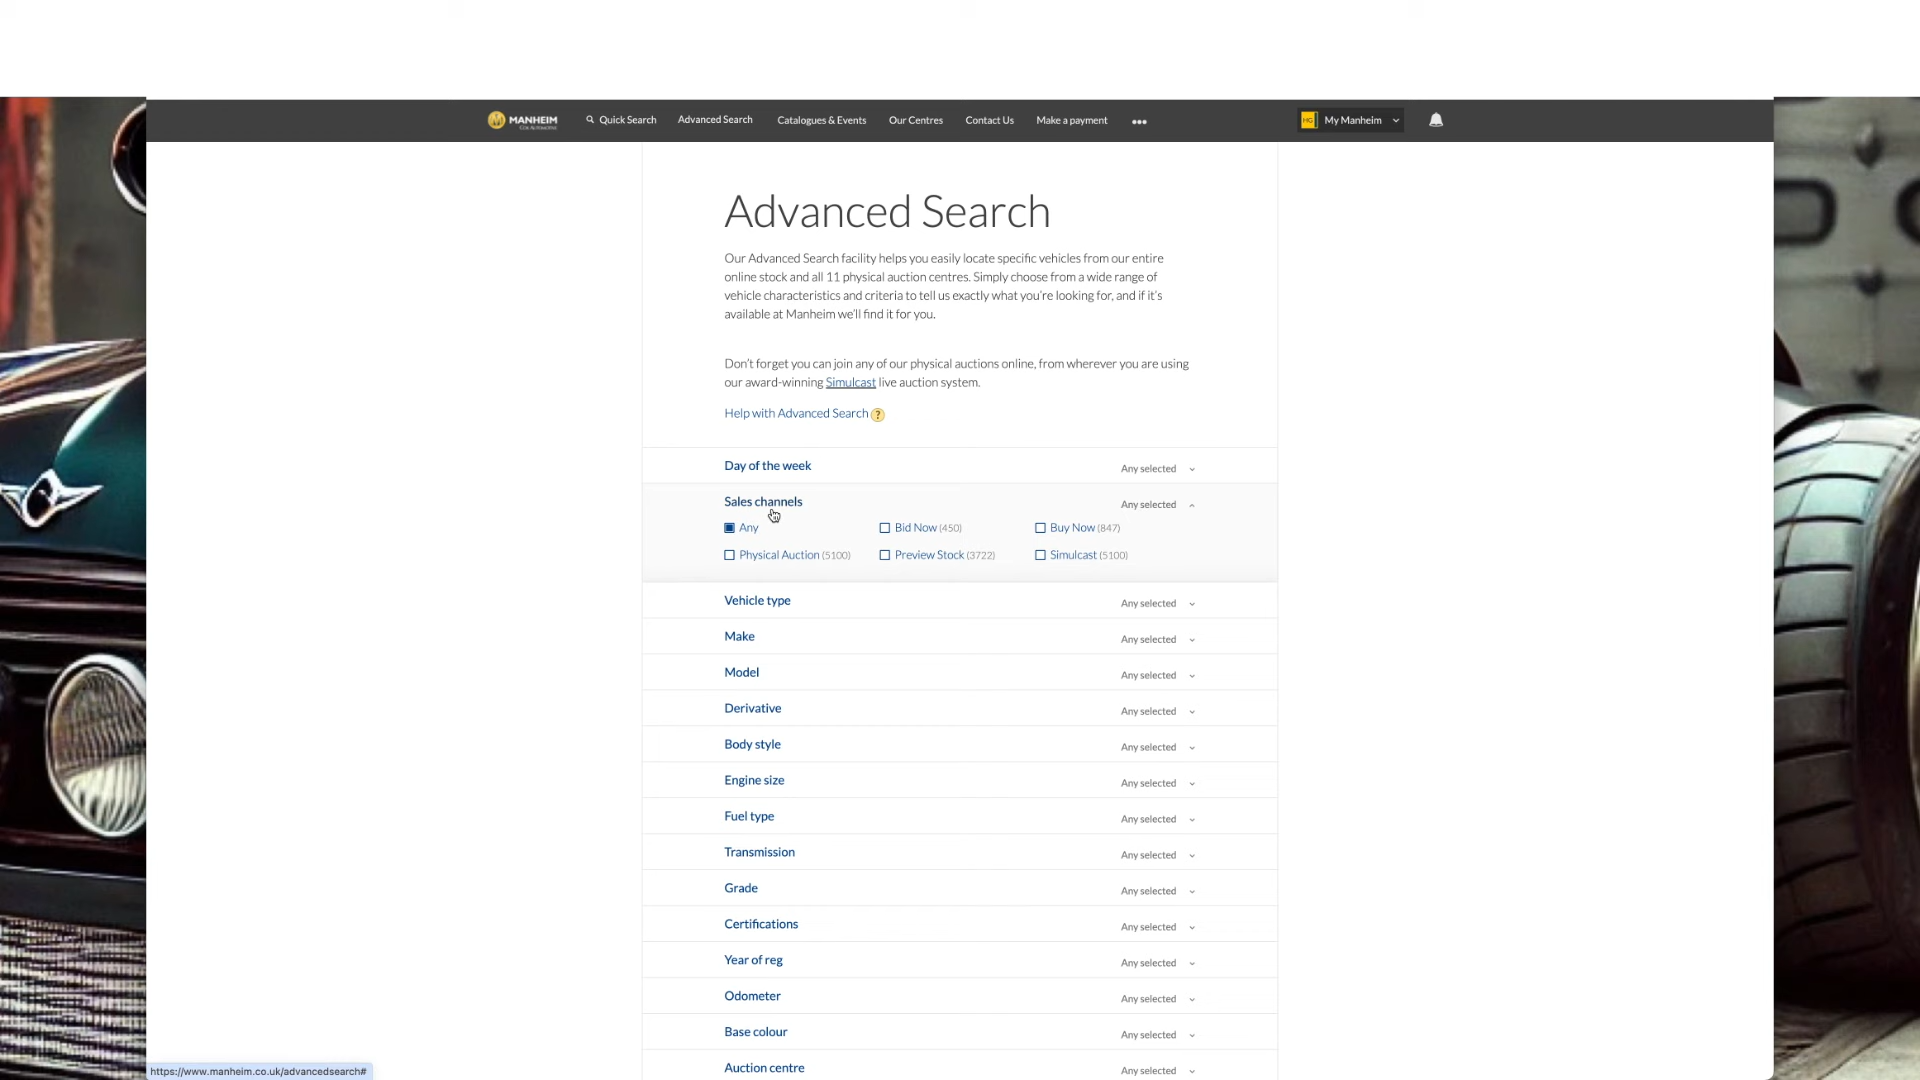 MANHEIM
Quick Search
Advanced Search
Catalogues & Events
Our Centres
Contact Us
Make a payment
HG
My Manheim
Advanced Search
Our Advanced Search facility helps you easily locate specific vehicles from our entire
online stock and all 11 physical auction centres. Simply choose from a wide range of
vehicle characteristics and criteria to tell us exactly what you're looking for, and if it's
available at Manheim we'll find it for you.
Don't forget you can join any of our physical auctions online, from wherever you are using
our award-winning Simulcast live auction system.
Help with Advanced Search ?
Day of the week Any selected
Sales channels Any selected
Any Bid Now (450) Buy Now (847)
Physical Auction (5100) Preview Stock (3722) Simulcast (5100)
Vehicle type Any selected
Make Any selected
Model Any selected
Derivative Any selected
Body style Any selected
Engine size Any selected
Fuel type Any selected
Transmission Any selected
Grade Any selected
Certifications Any selected
Year of reg Any selected
Odometer Any selected
Base colour Any selected
Auction centre Any selected
https://www.manheim.co.uk/advancedsearch#